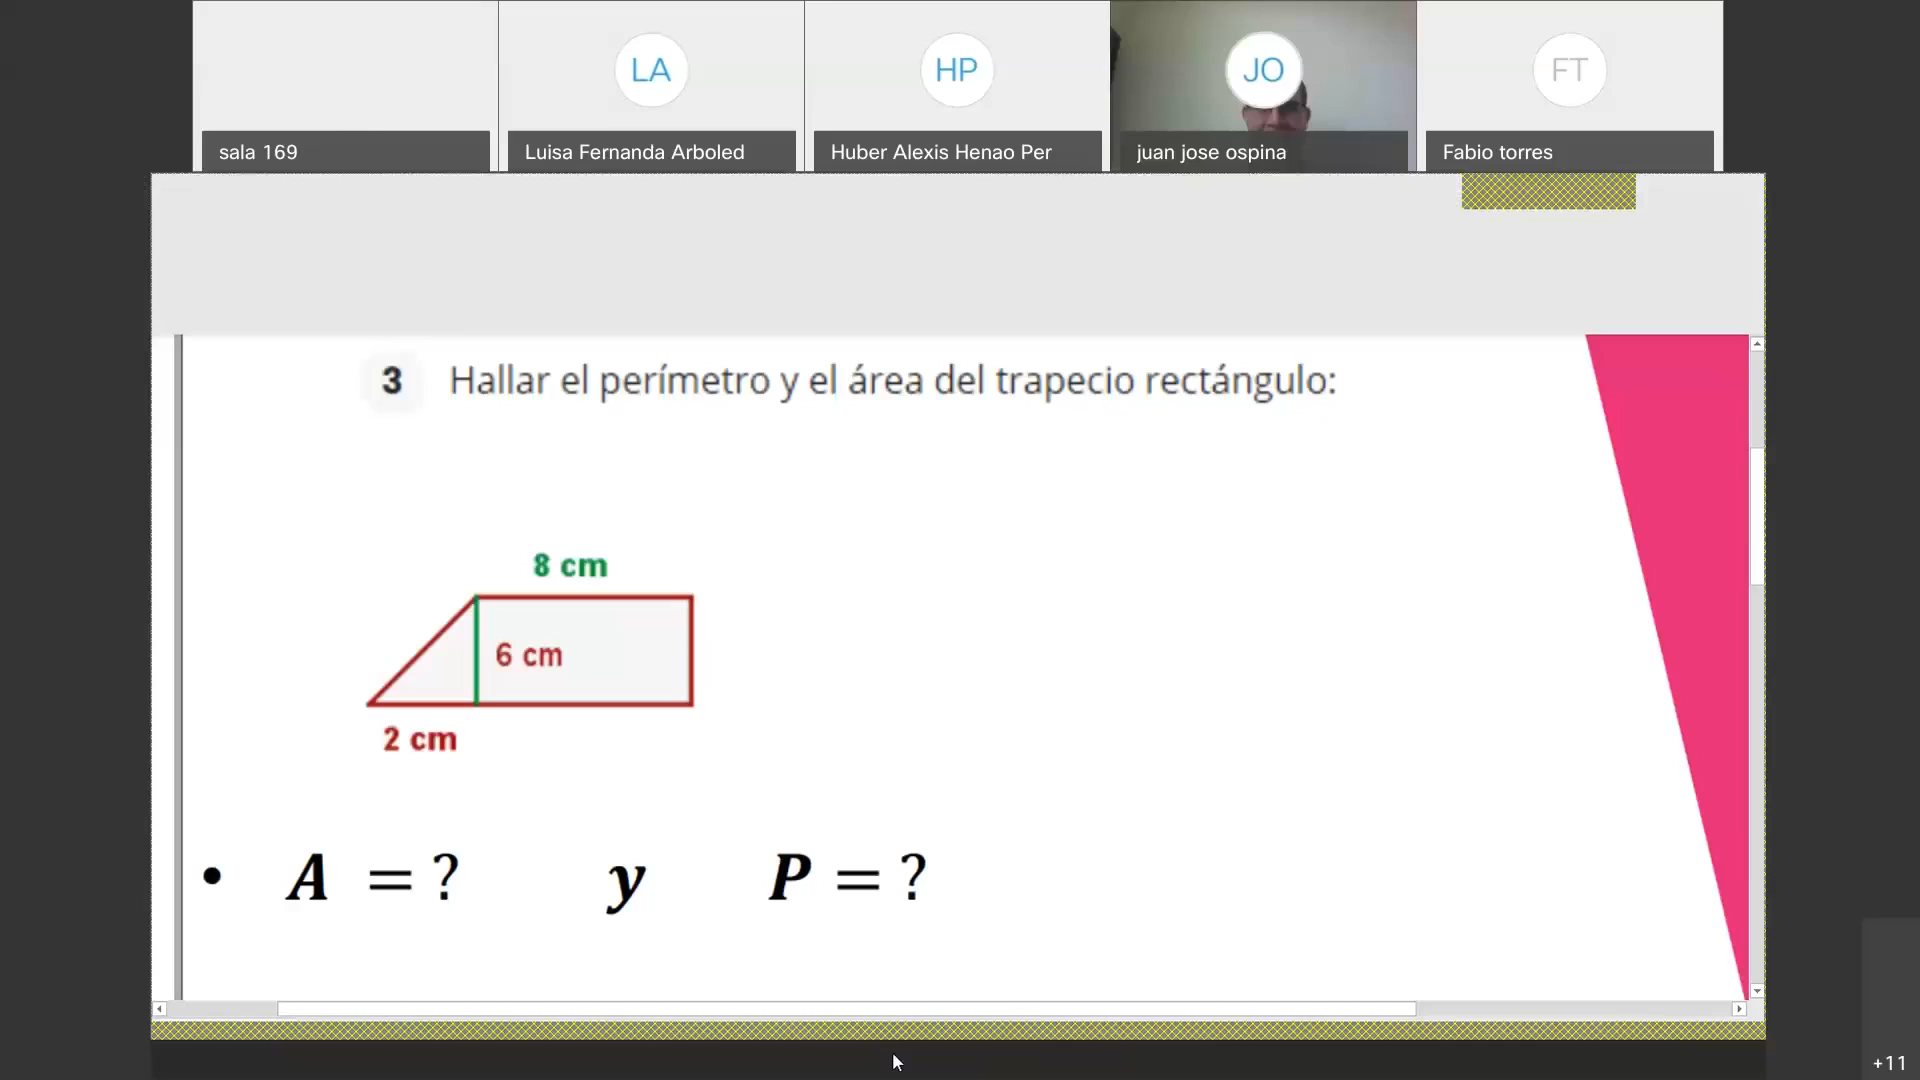 LA
HP
JO
FT
sala 169
Luisa Fernanda Arboled
Huber Alexis Henao Per
juan jose ospina
Fabio torres
3 Hallar el perímetro y el área del trapecio rectángulo:
8 cm
6 cm
2 cm
• A = ? y P = ?
+11